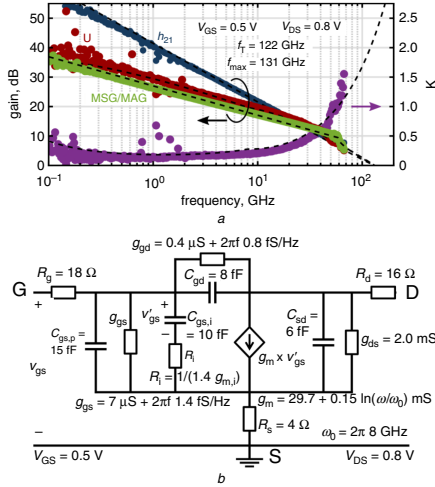 50
40
30
20
10
0
gain, dB
2.5
2.0
1.5
1.0
0.5
0
K
U
h21
V_GS = 0.5 V
V_DS = 0.8 V
f_T = 122 GHz
f_max = 131 GHz
MSG/MAG
10^−1
10^0
10^1
10^2
frequency, GHz
a
g_gd = 0.4 µS + 2πf 0.8 fS/Hz
R_g = 18 Ω
C_gd = 8 fF
R_d = 16 Ω
G
D
+
+
g_gs
v'_gs
C_gs,i
= 10 fF
C_sd =
6 fF
C_gs,p =
15 fF
−
R_i
g_m x v'_gs
g_ds = 2.0 mS
v_gs
R_i = 1/(1.4 g_m,i)
g_gs = 7 µS + 2πf 1.4 fS/Hz
g_m = 29.7 + 0.15 ln(ω/ω_0) mS
R_s = 4 Ω
ω_0 = 2π 8 GHz
−
V_GS = 0.5 V
S
V_DS = 0.8 V
b